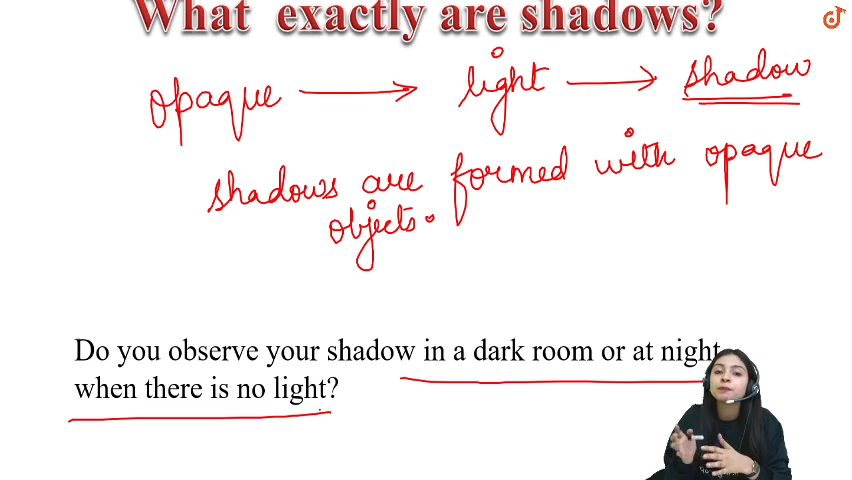 What exactly are shadows?
opaque → light → shadow
shadows are formed with opaque
objects.
Do you observe your shadow in a dark room or at night
when there is no light?